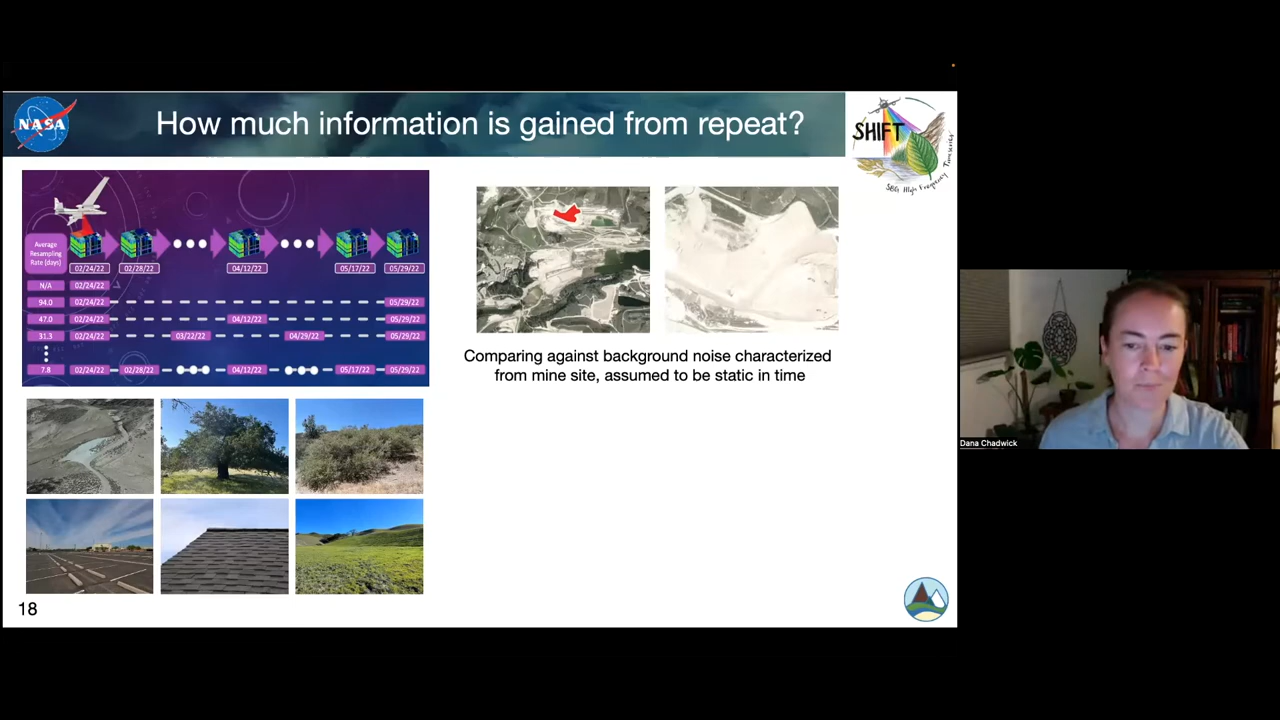 NASA
How much information is gained from repeat?
SHIFT
SBG High Frequency Timeseries
Average
Resampling
Rate (days)
02/24/22 02/28/22 04/12/22 05/17/22 05/29/22
N/A 02/24/22
94.0 02/24/22 05/29/22
47.0 02/24/22 04/12/22 05/29/22
31.3 02/24/22 03/22/22 04/29/22 05/29/22
7.8 02/24/22 02/28/22 04/12/22 05/17/22 05/29/22
Comparing against background noise characterized
from mine site, assumed to be static in time
Dana Chadwick
18